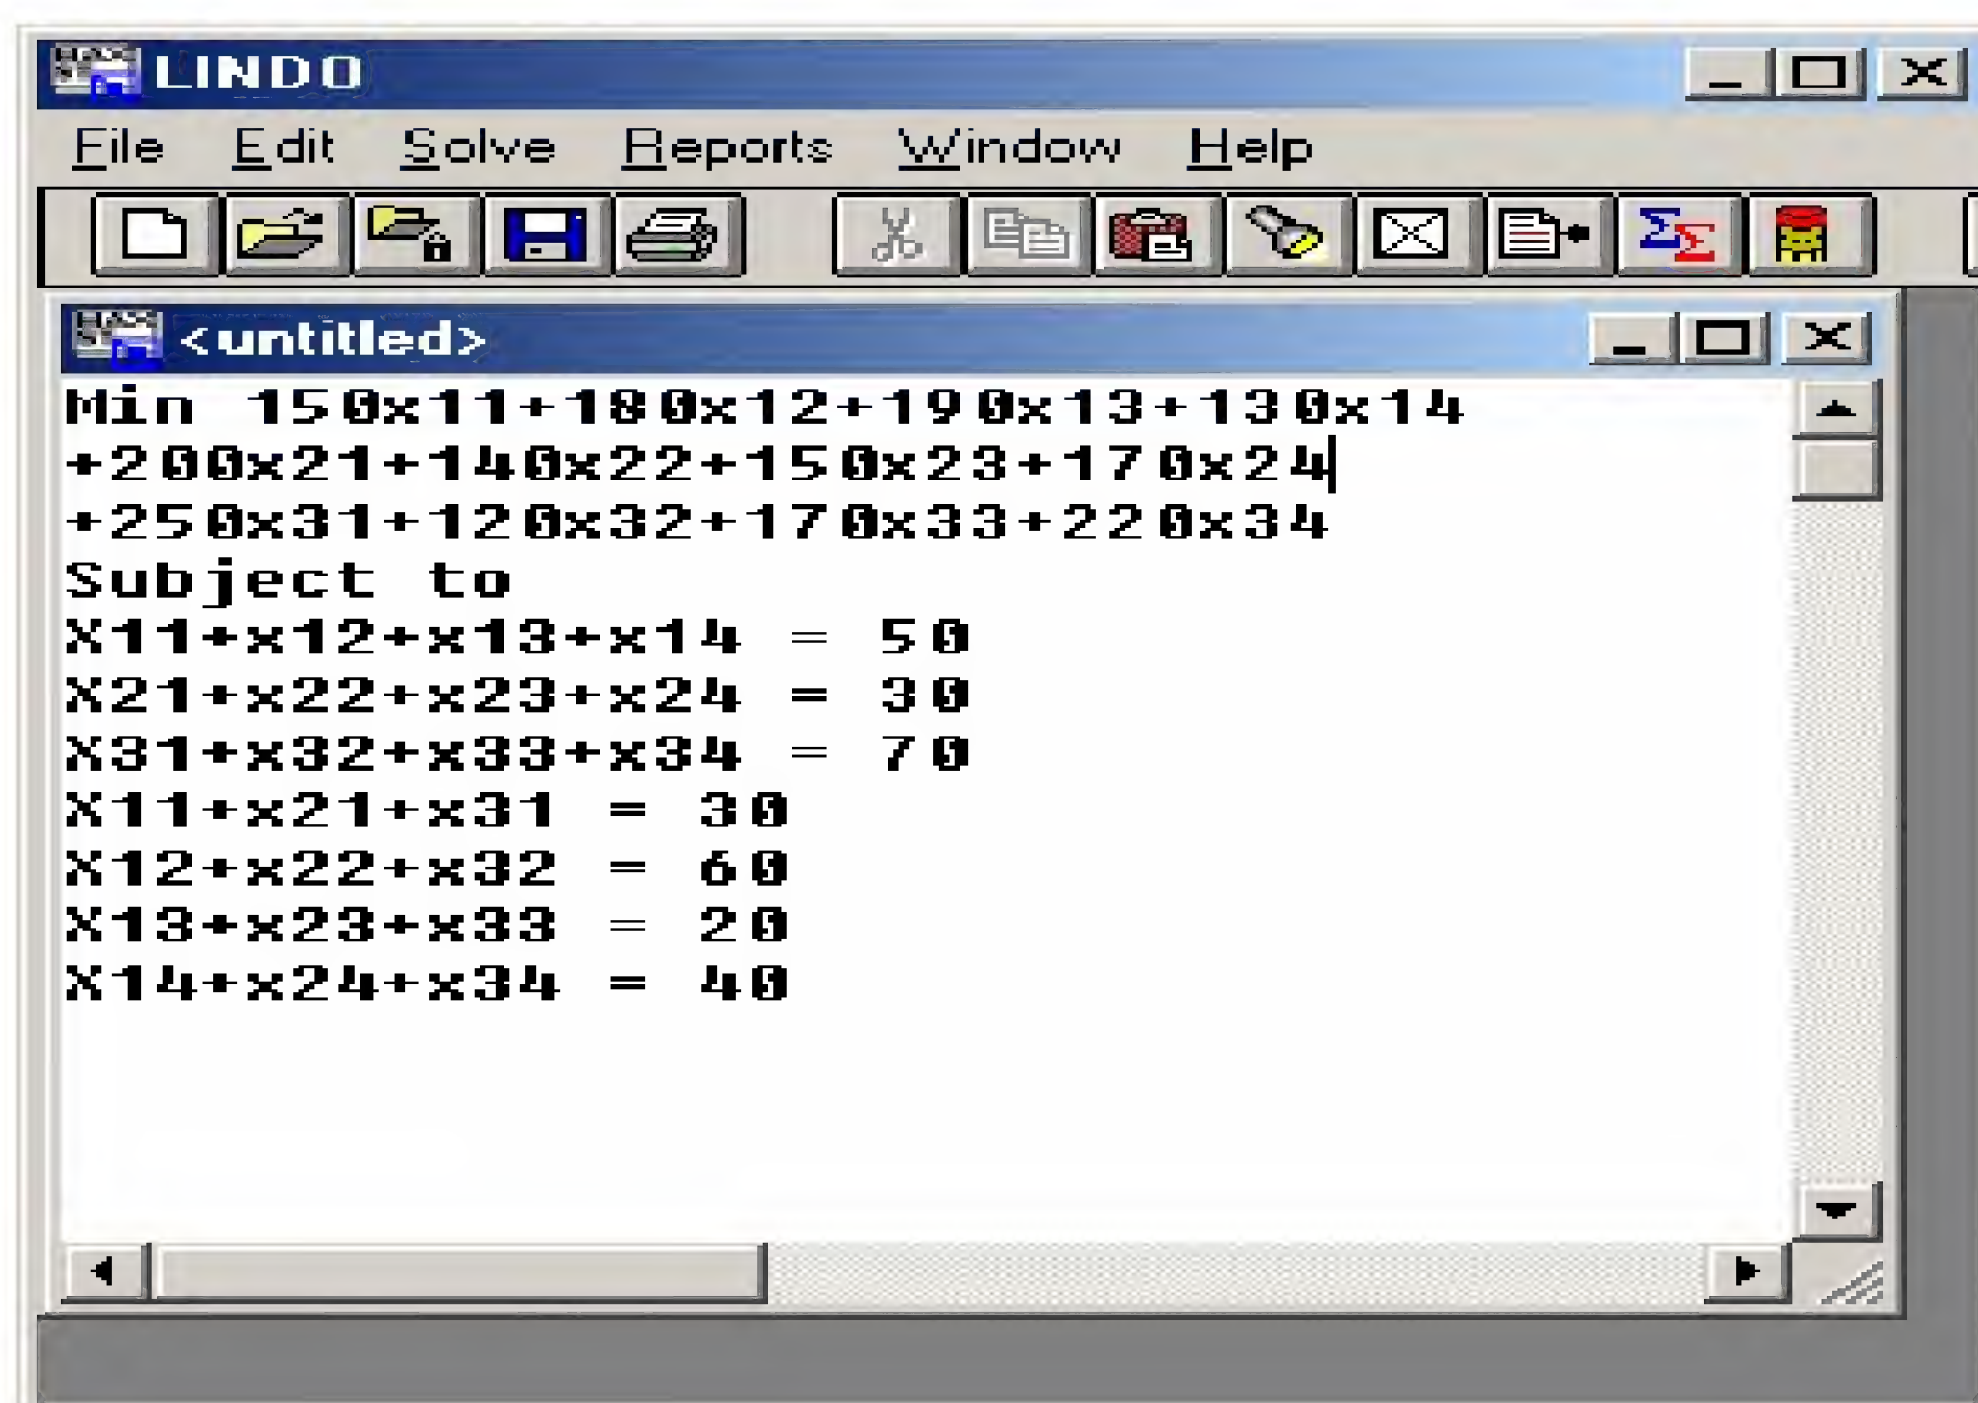 LINDO
File Edit Solve Reports Window Help
<untitled>
Min 150x11+180x12+190x13+130x14
+200x21+140x22+150x23+170x24
+250x31+120x32+170x33+220x34
Subject to
X11+x12+x13+x14 = 50
X21+x22+x23+x24 = 30
X31+x32+x33+x34 = 70
X11+x21+x31 = 30
X12+x22+x32 = 60
X13+x23+x33 = 20
X14+x24+x34 = 40